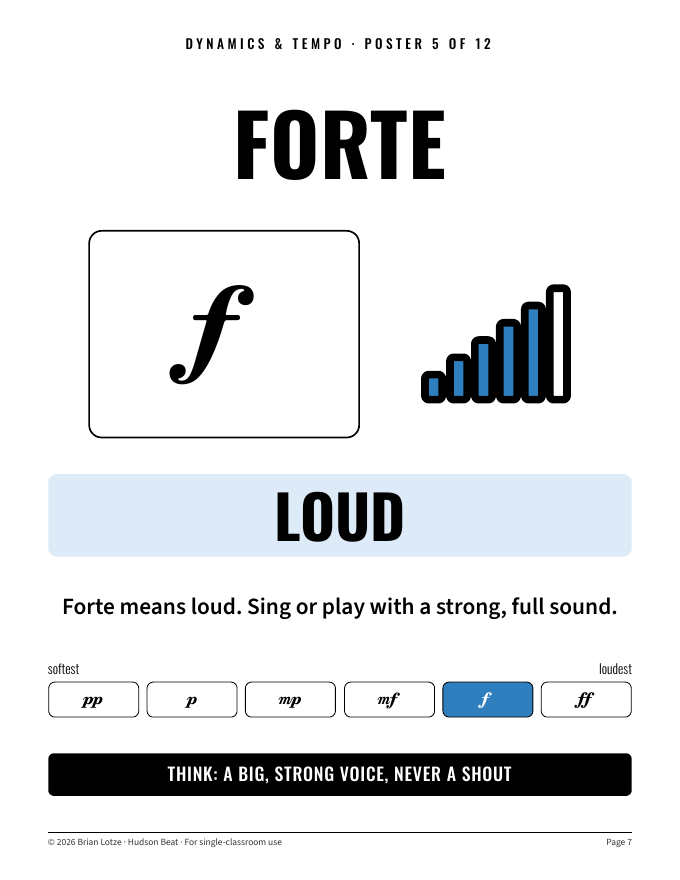 DYNAMICS & TEMPO · POSTER 5 OF 12
FORTE
f
LOUD
Forte means loud. Sing or play with a strong, full sound.
softest loudest
pp p mp mf f ff
THINK: A BIG, STRONG VOICE, NEVER A SHOUT
© 2026 Brian Lotze · Hudson Beat · For single-classroom use Page 7